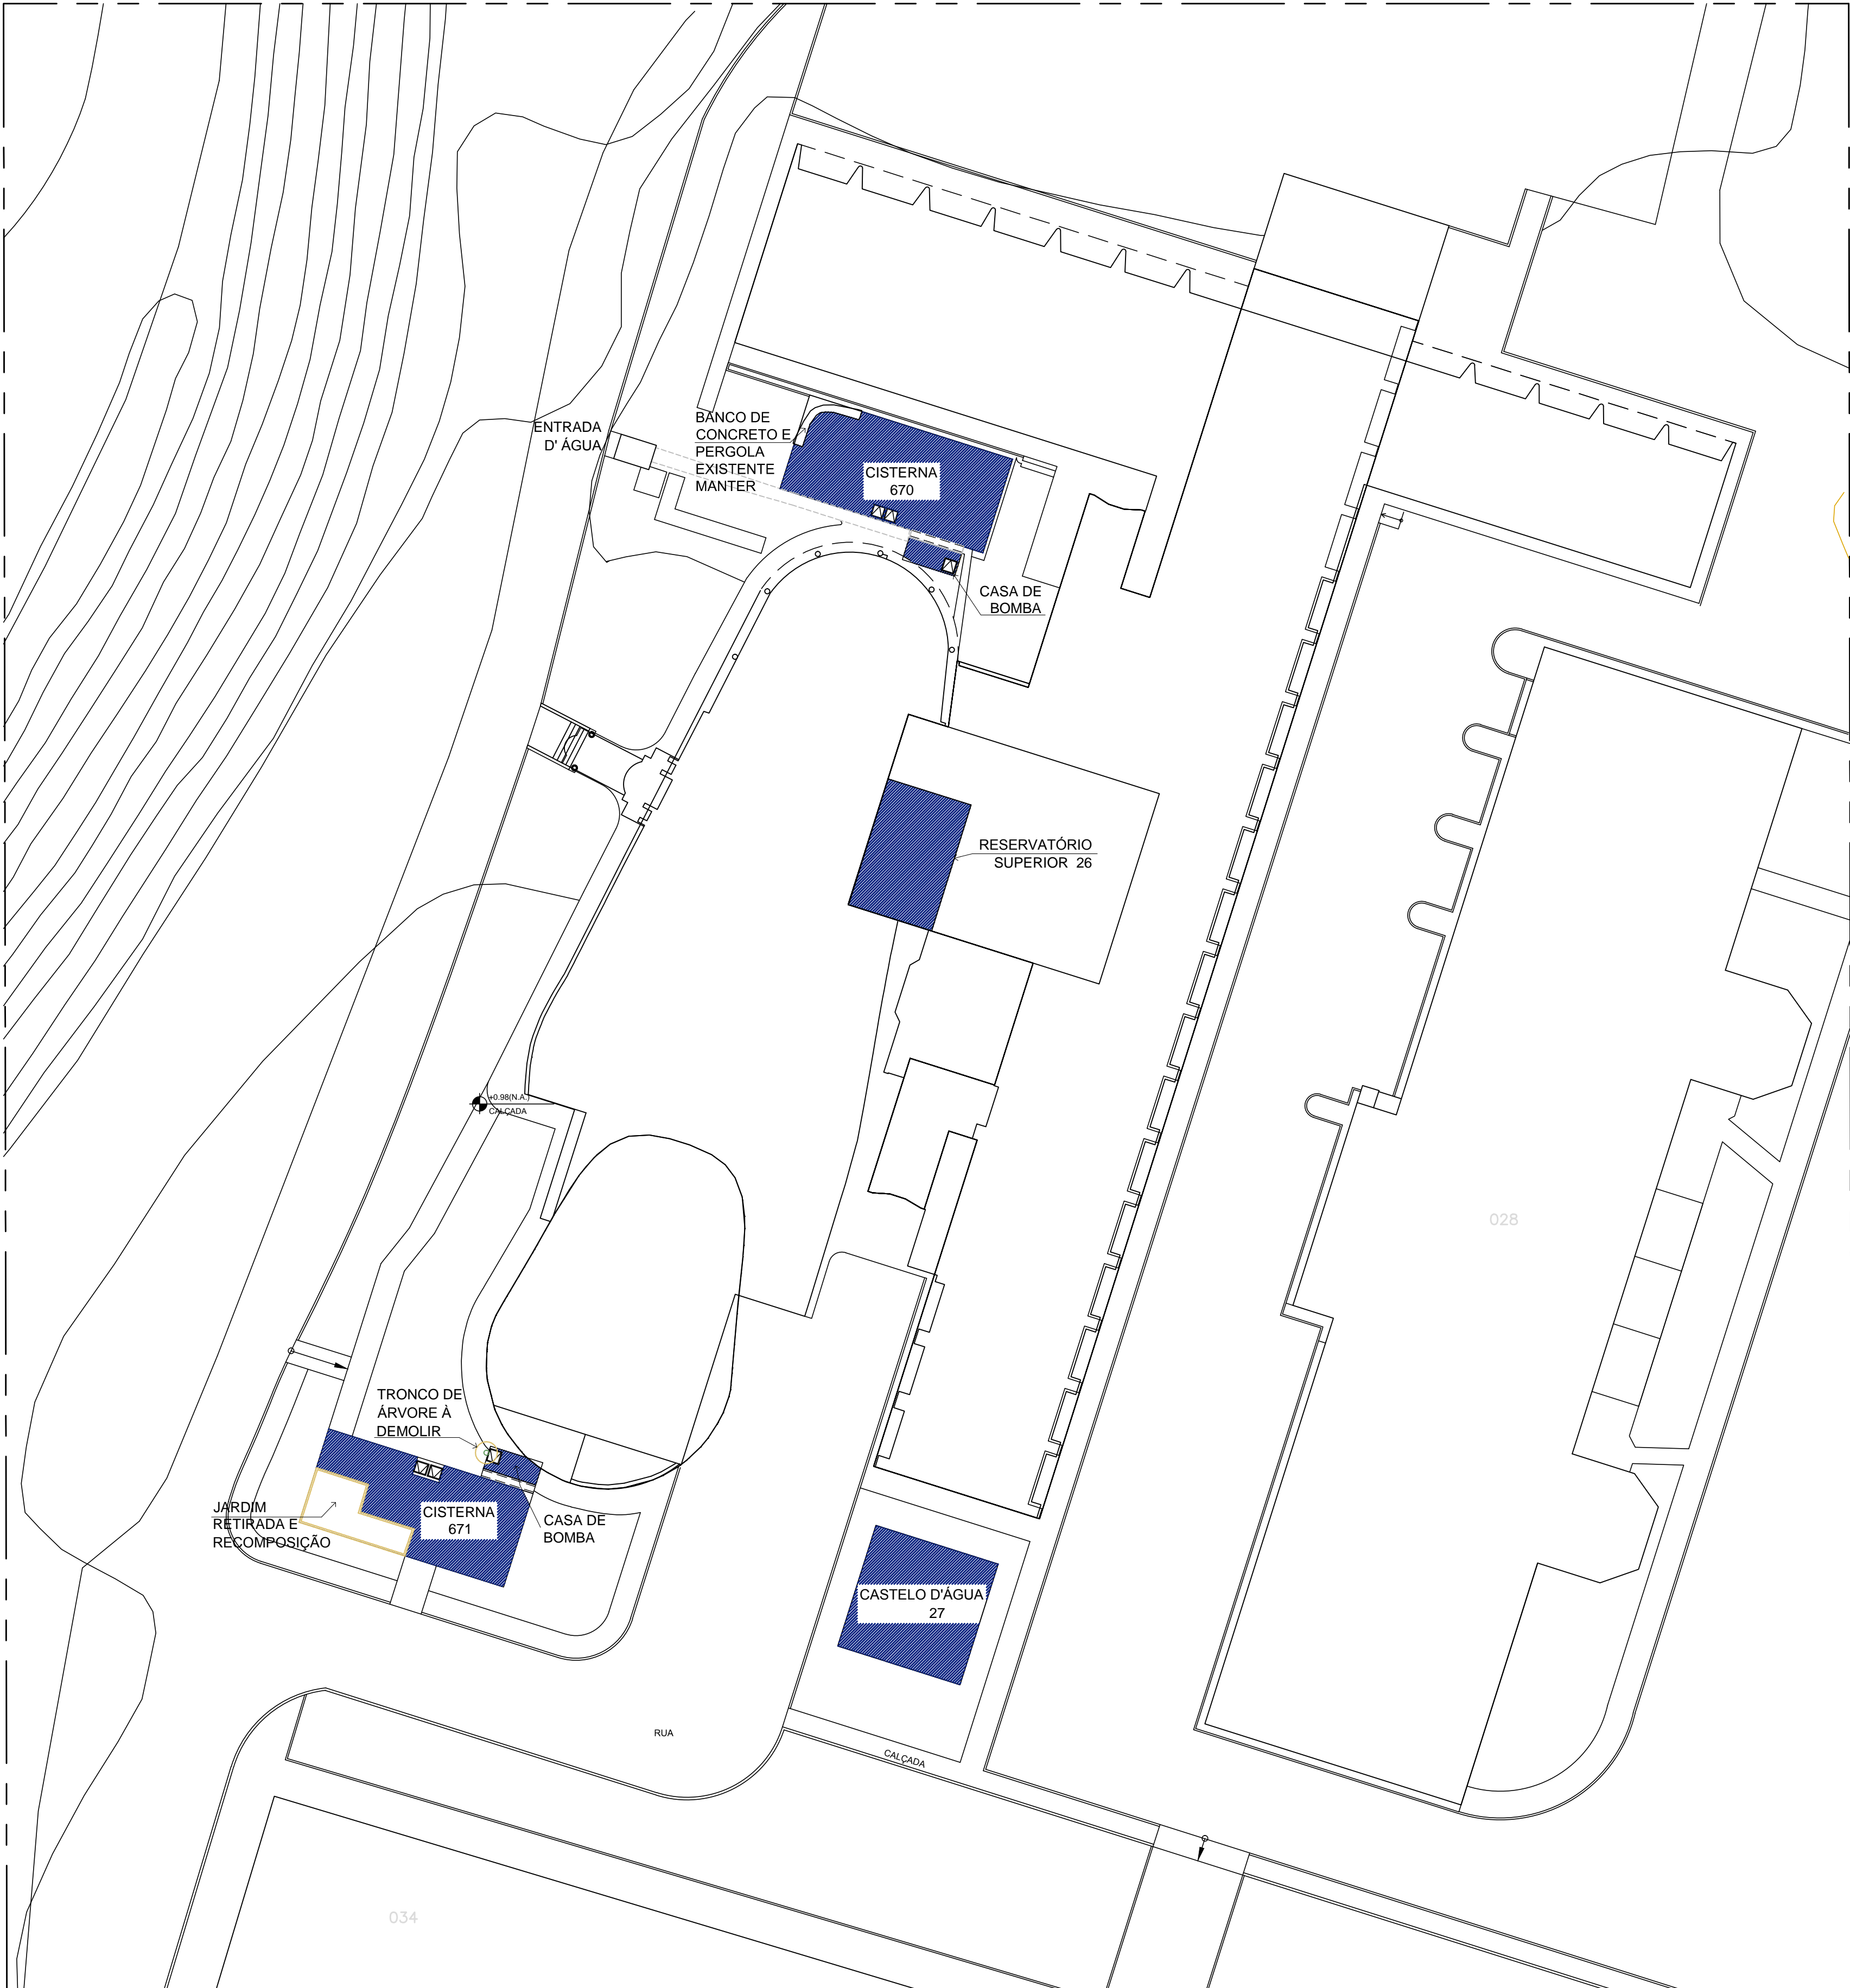 ENTRADA
D' ÁGUA
BANCO DE
CONCRETO E
PERGOLA
EXISTENTE
MANTER
CISTERNA
670
CASA DE
BOMBA
RESERVATÓRIO
SUPERIOR 26
+0.98(N.A.)
CALÇADA
028
TRONCO DE
ÁRVORE À
DEMOLIR
JARDIM
RETIRADA E
RECOMPOSIÇÃO
CISTERNA
671
CASA DE
BOMBA
CASTELO D'ÁGUA
27
RUA
CALÇADA
034